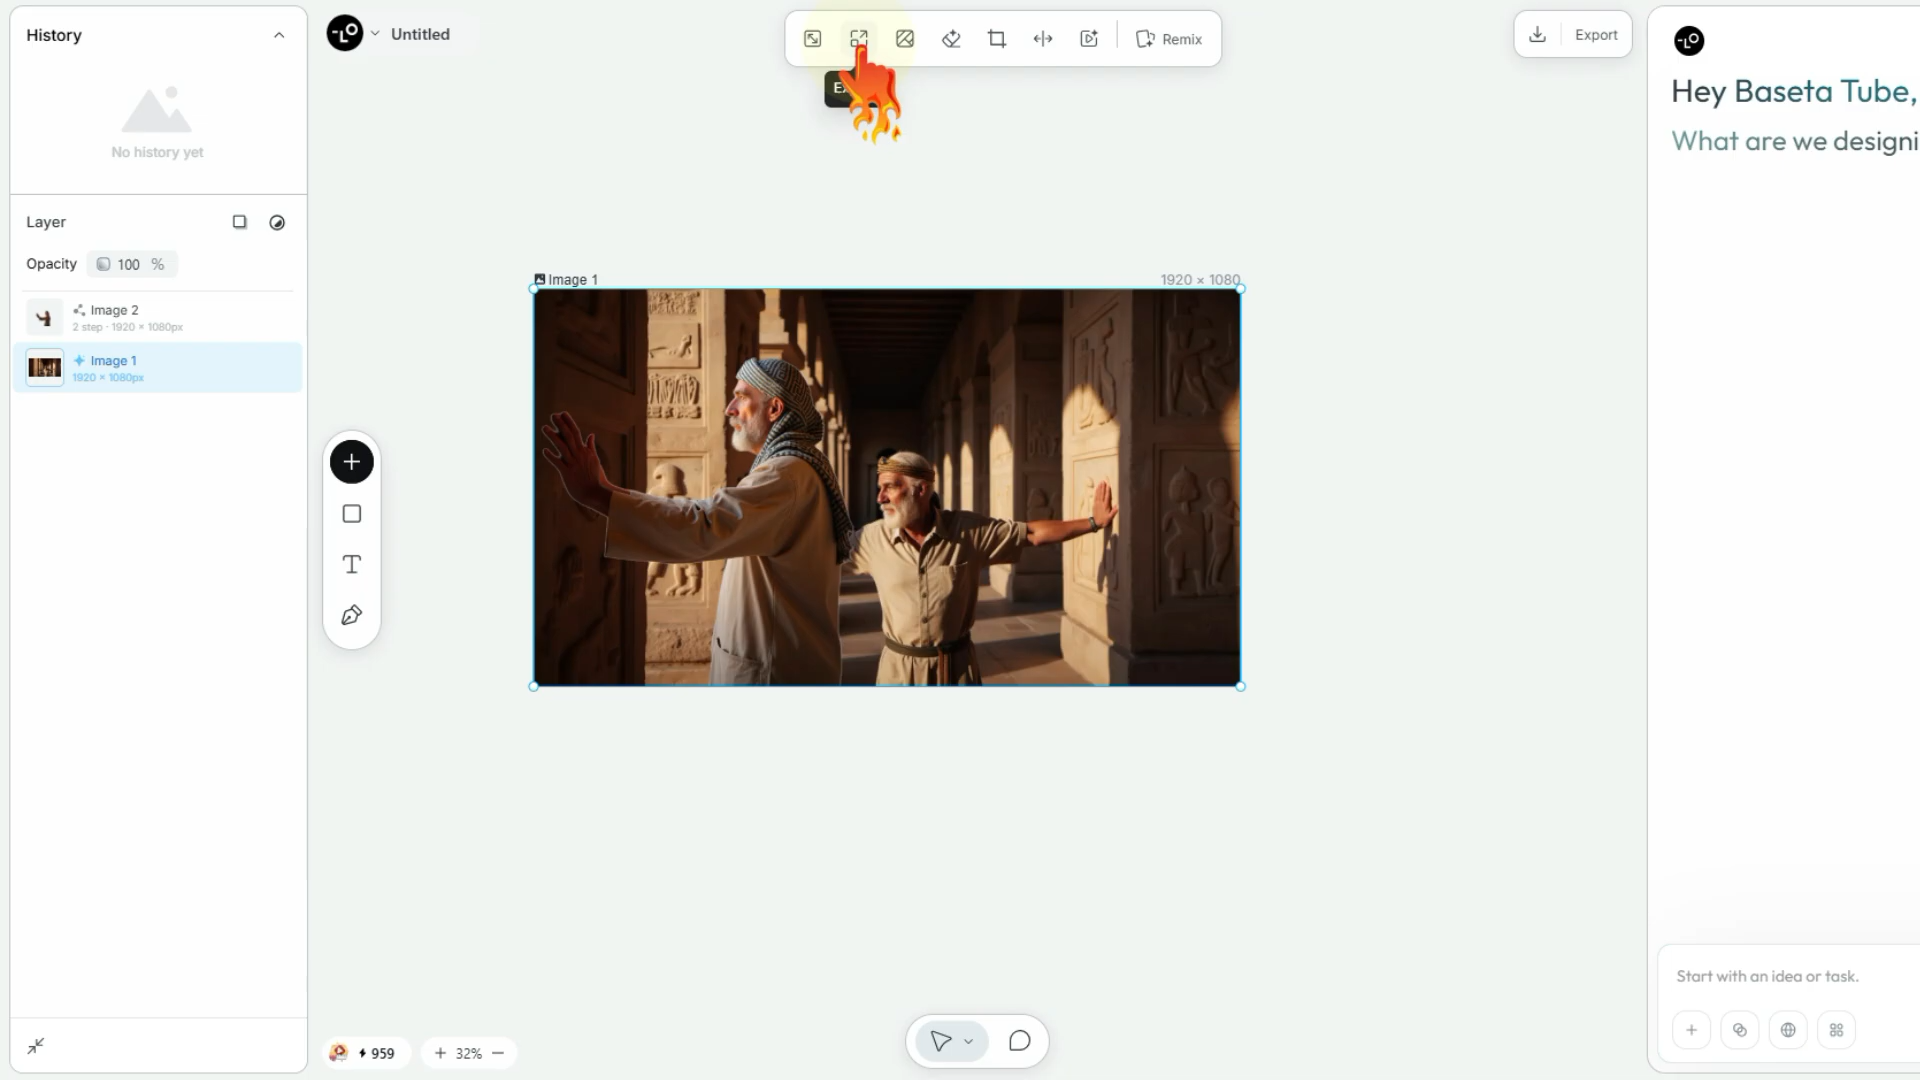 History
No history yet
Layer
Opacity 100 %
Image 2
2 step · 1920 × 1080px
Image 1
1920 × 1080px
Untitled
Remix
Export
Image 1 1920 × 1080
959
32%
Hey Baseta Tube,
What are we
Start with an idea or task.